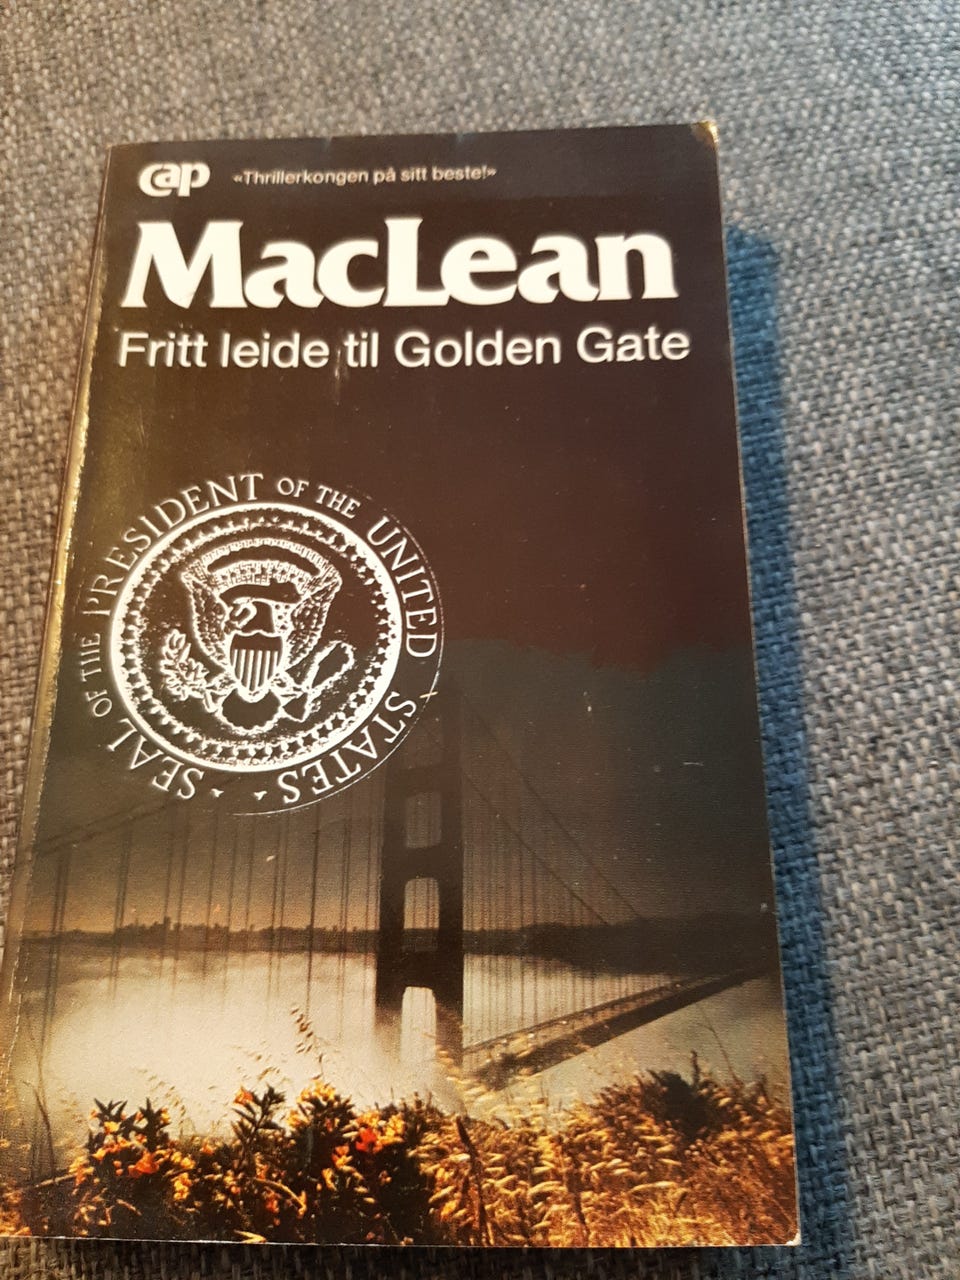 cap «Thrillerkongen på sitt beste!»
MacLean
Fritt leide til Golden Gate
SEAL OF THE PRESIDENT OF THE UNITED STATES